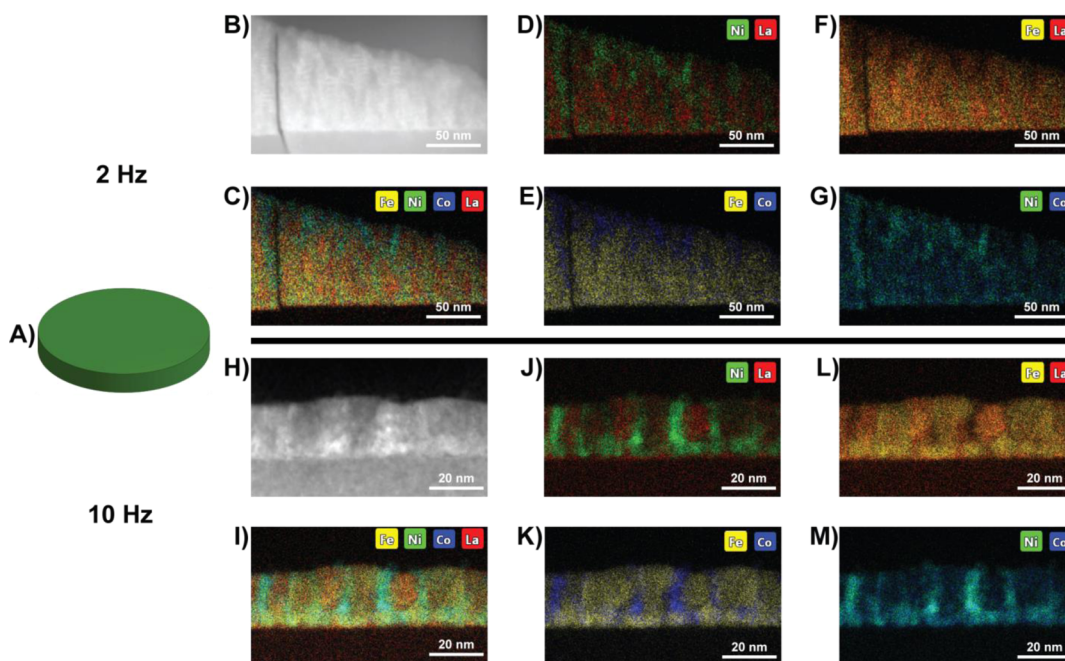 B)
D) Ni La
F) Fe La
50 nm
50 nm
50 nm
2 Hz
C) Fe Ni Co La
E) Fe Co
G) Ni Co
50 nm
50 nm
50 nm
A)
H)
J) Ni La
L) Fe La
20 nm
20 nm
20 nm
10 Hz
I) Fe Ni Co La
K) Fe Co
M) Ni Co
20 nm
20 nm
20 nm